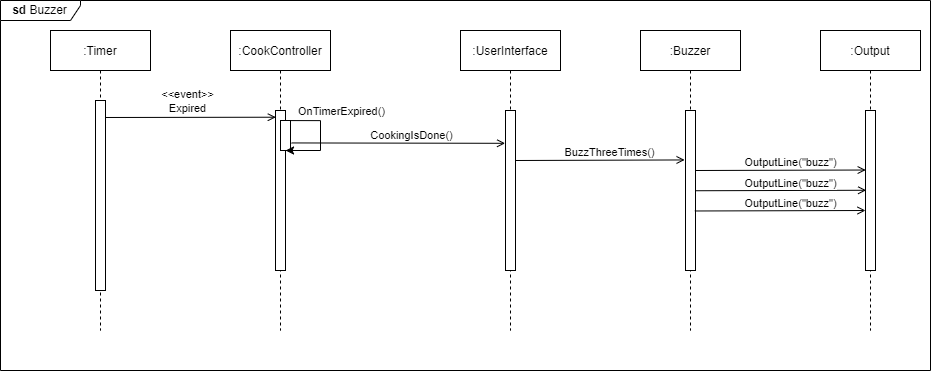 sd Buzzer
:Timer
:CookController
:UserInterface
:Buzzer
:Output
<<event>>
Expired
OnTimerExpired()
CookingIsDone()
BuzzThreeTimes()
OutputLine("buzz")
OutputLine("buzz")
OutputLine("buzz")